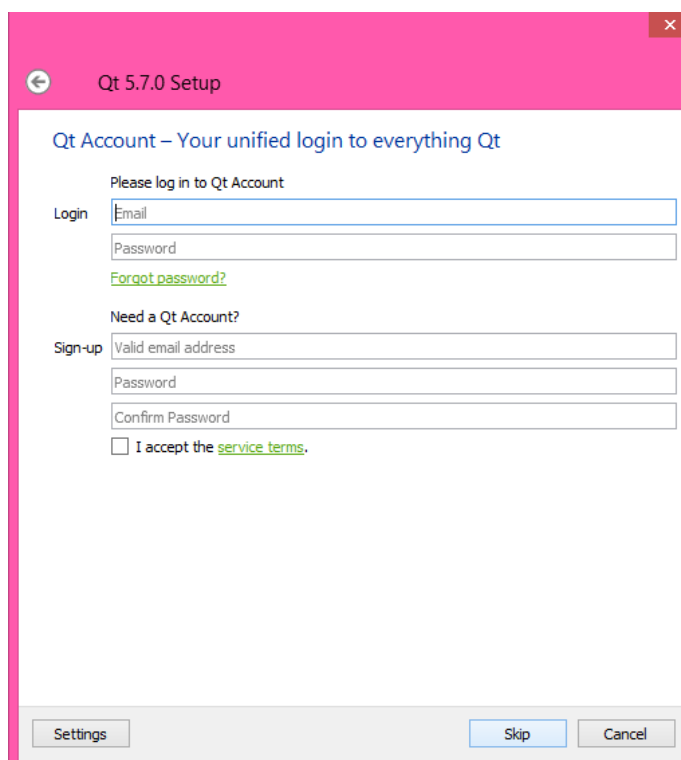 Qt 5.7.0 Setup
Qt Account – Your unified login to everything Qt
Please log in to Qt Account
Login Email
Password
Forgot password?
Need a Qt Account?
Sign-up Valid email address
Password
Confirm Password
I accept the service terms.
Settings Skip Cancel